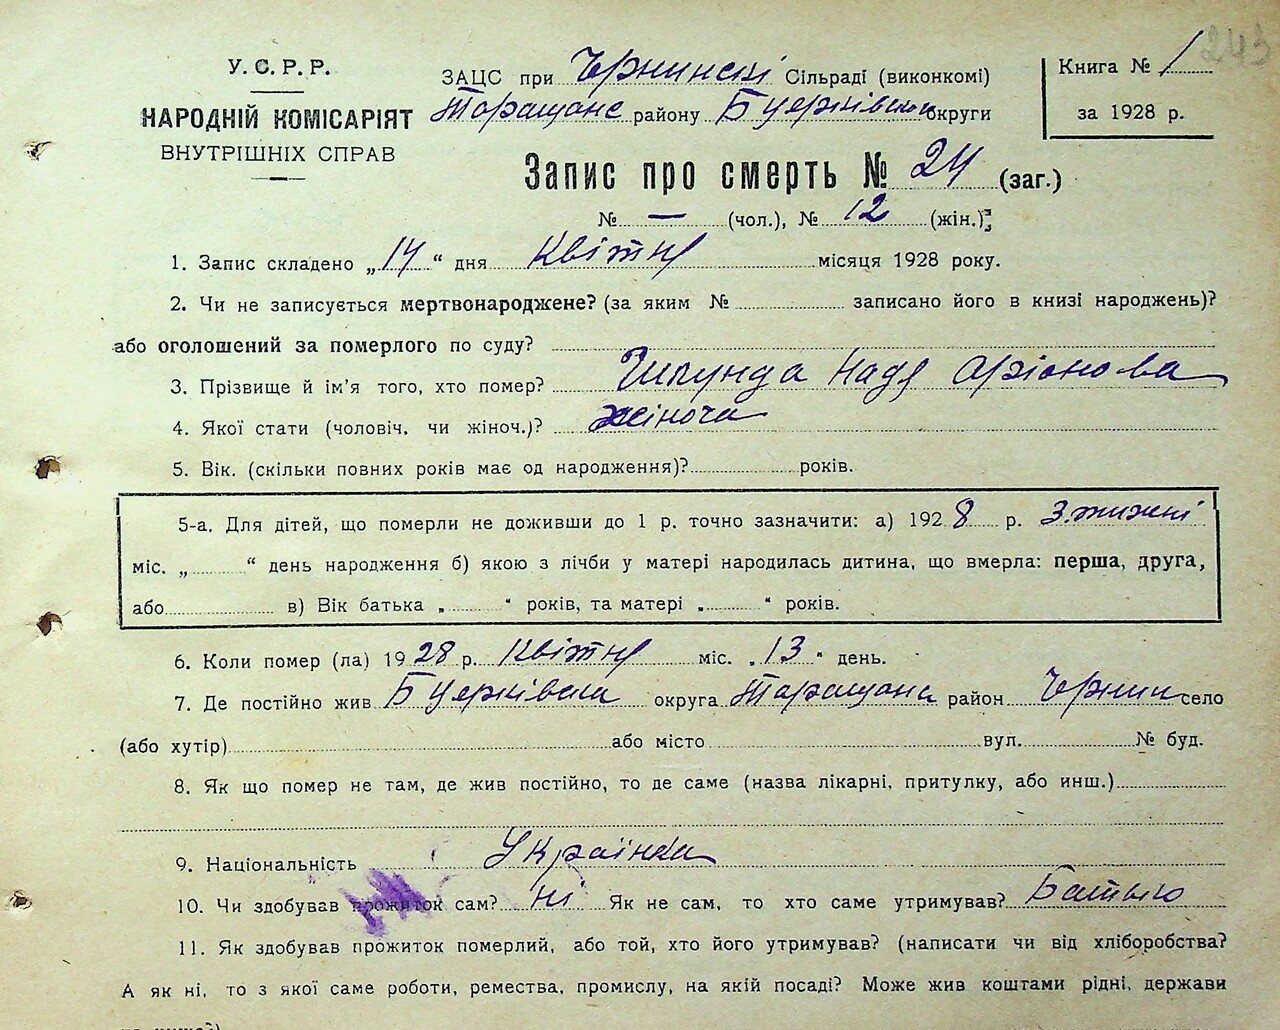 243
У.С.Р.Р.
НАРОДНІЙ КОМІСАРІЯТ
ВНУТРІШНІХ СПРАВ
ЗАЦС при Чернинскі Сільраді (виконкомі)
Таращанс району округи
Книга № 1
за 1928 р.
Запис про смерть № 24 (заг.)
№ — (чол.), № 12 (жін.);
1. Запис складено „14“ дня Квітня місяця 1928 року.
2. Чи не записується мертвонароджене? (за яким № записано його в книзі народжень)?
або оголошений за померлого по суду?
3. Прізвище й ім'я того, хто помер? Надя
4. Якої стати (чоловіч. чи жіноч.)? жіноча
5. Вік. (скільки повних років має од народження)? років.
5-а. Для дітей, що померли не доживши до 1 р. точно зазначити: а) 1928 р. 3.тижні
міс. „ “ день народження б) якою з лічби у матері народилась дитина, що вмерла: перша, друга,
або в) Вік батька „ “ років, та матері „ “ років.
6. Коли помер (ла) 1928 р. Квітня міс. „13“ день.
7. Де постійно жив округа Таращанс район Чернин село
(або хутір) або місто вул. № буд.
8. Як що помер не там, де жив постійно, то де саме (назва лікарні, притулку, або инш.)
9. Національність Українка
10. Чи здобував прожиток сам? ні Як не сам, то хто саме утримував? Батько
11. Як здобував прожиток померлий, або той, хто його утримував? (написати чи від хліборобства?
А як ні, то з якої саме роботи, ремества, промислу, на якій посаді? Може жив коштами рідні, держави